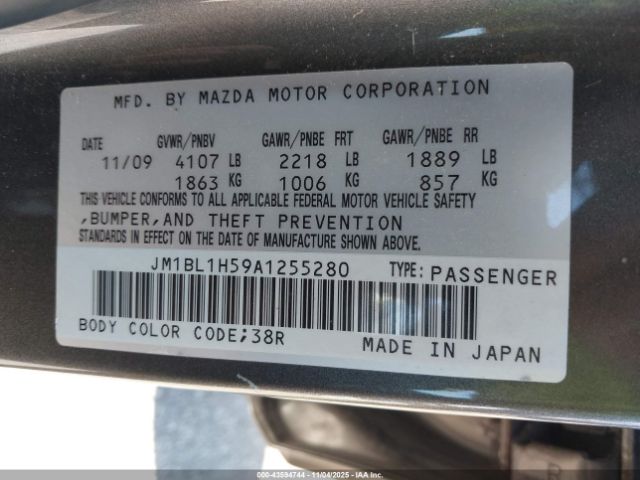 MFD. BY MAZDA MOTOR CORPORATION
DATE GVWR/PNBV GAWR/PNBE FRT GAWR/PNBE RR
11/09 4107 LB 2218 LB 1889 LB
1863 KG 1006 KG 857 KG
THIS VEHICLE CONFORMS TO ALL APPLICABLE FEDERAL MOTOR VEHICLE SAFETY
,BUMPER,AND THEFT PREVENTION
STANDARDS IN EFFECT ON THE DATE OF MANUFACTURE SHOWN ABOVE.
JM1BL1H59A1255280 TYPE: PASSENGER
BODY COLOR CODE;38R MADE IN JAPAN
000-43594744 - 11/04/2025 - COPART.COM